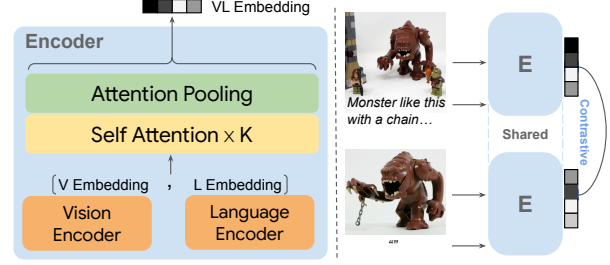 VL Embedding
Encoder
Attention Pooling
Self Attention x K
[V Embedding , L Embedding]
Vision
Encoder
Language
Encoder
Monster like this
with a chain...
“”
E
Shared
E
Contrastive